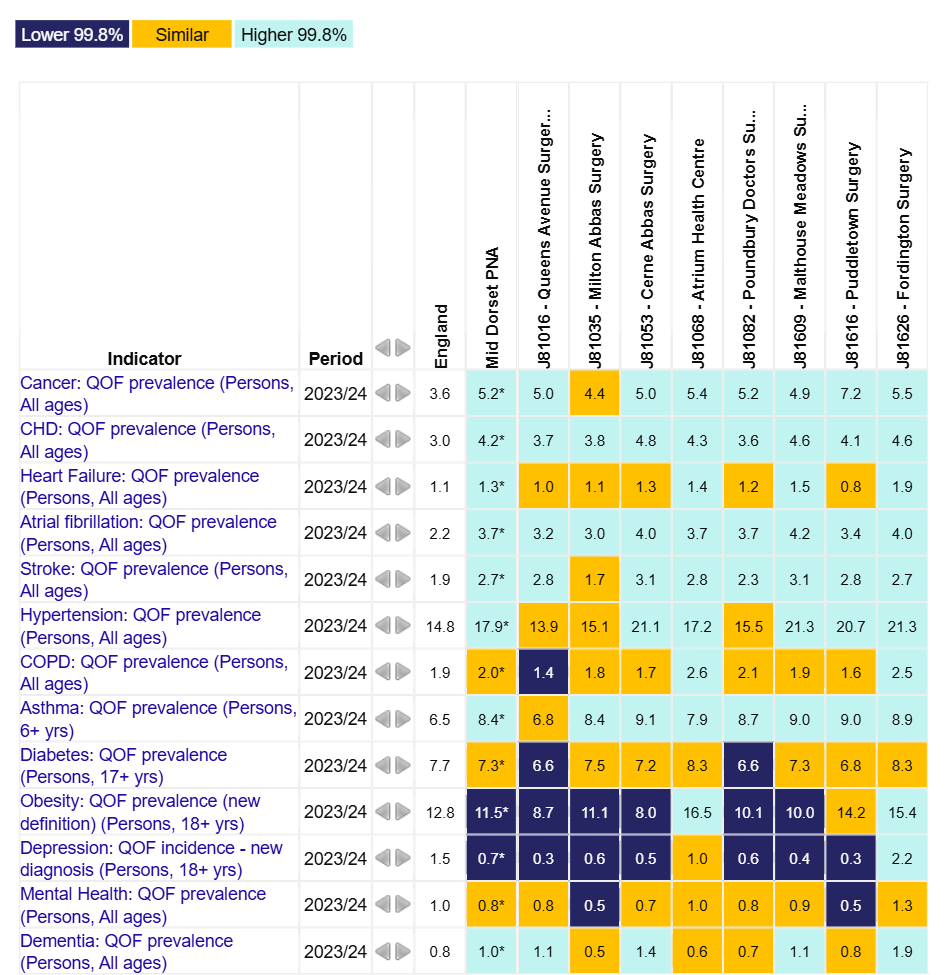 Lower 99.8% Similar Higher 99.8%
Indicator Period England Mid Dorset PNA J81016 - Queens Avenue Surger... J81035 - Milton Abbas Surgery J81053 - Cerne Abbas Surgery J81068 - Atrium Health Centre J81082 - Poundbury Doctors Su... J81609 - Malthouse Meadows Su... J81616 - Puddletown Surgery J81626 - Fordington Surgery
Cancer: QOF prevalence (Persons,
All ages) 2023/24 3.6 5.2* 5.0 4.4 5.0 5.4 5.2 4.9 7.2 5.5
CHD: QOF prevalence (Persons,
All ages) 2023/24 3.0 4.2* 3.7 3.8 4.8 4.3 3.6 4.6 4.1 4.6
Heart Failure: QOF prevalence
(Persons, All ages) 2023/24 1.1 1.3* 1.0 1.1 1.3 1.4 1.2 1.5 0.8 1.9
Atrial fibrillation: QOF prevalence
(Persons, All ages) 2023/24 2.2 3.7* 3.2 3.0 4.0 3.7 3.7 4.2 3.4 4.0
Stroke: QOF prevalence (Persons,
All ages) 2023/24 1.9 2.7* 2.8 1.7 3.1 2.8 2.3 3.1 2.8 2.7
Hypertension: QOF prevalence
(Persons, All ages) 2023/24 14.8 17.9* 13.9 15.1 21.1 17.2 15.5 21.3 20.7 21.3
COPD: QOF prevalence (Persons,
All ages) 2023/24 1.9 2.0* 1.4 1.8 1.7 2.6 2.1 1.9 1.6 2.5
Asthma: QOF prevalence (Persons,
6+ yrs) 2023/24 6.5 8.4* 6.8 8.4 9.1 7.9 8.7 9.0 9.0 8.9
Diabetes: QOF prevalence
(Persons, 17+ yrs) 2023/24 7.7 7.3* 6.6 7.5 7.2 8.3 6.6 7.3 6.8 8.3
Obesity: QOF prevalence (new
definition) (Persons, 18+ yrs) 2023/24 12.8 11.5* 8.7 11.1 8.0 16.5 10.1 10.0 14.2 15.4
Depression: QOF incidence - new
diagnosis (Persons, 18+ yrs) 2023/24 1.5 0.7* 0.3 0.6 0.5 1.0 0.6 0.4 0.3 2.2
Mental Health: QOF prevalence
(Persons, All ages) 2023/24 1.0 0.8* 0.8 0.5 0.7 1.0 0.8 0.9 0.5 1.3
Dementia: QOF prevalence
(Persons, All ages) 2023/24 0.8 1.0* 1.1 0.5 1.4 0.6 0.7 1.1 0.8 1.9